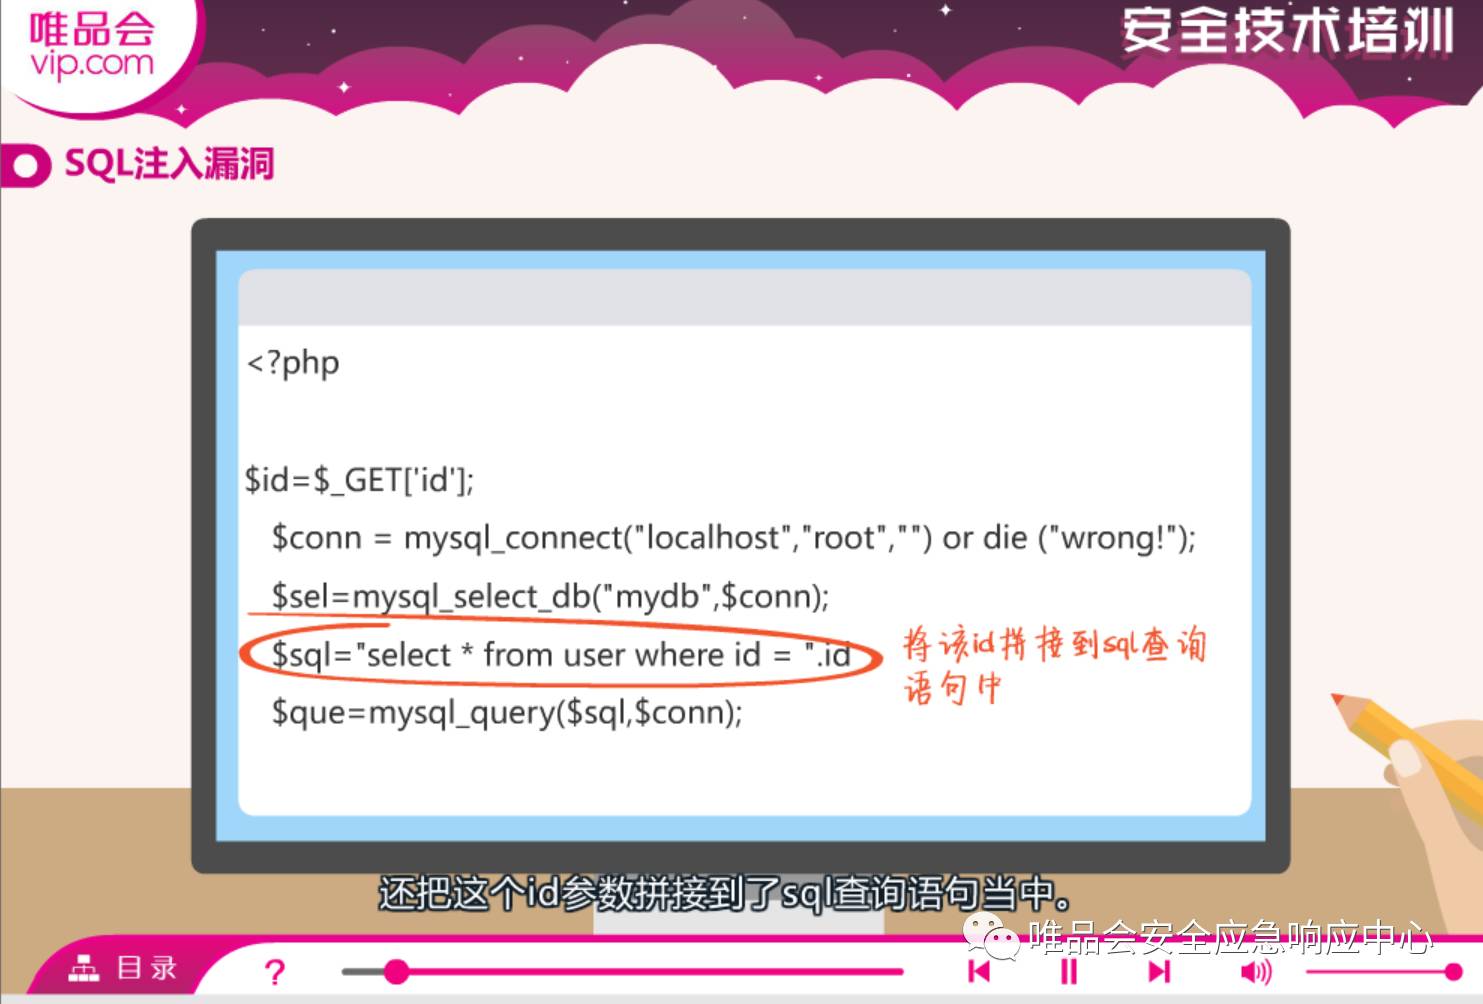 唯品会
vip.com
安全技术培训
SQL注入漏洞
<?php
$id=$_GET['id'];
$conn = mysql_connect("localhost","root","") or die ("wrong!");
$sel=mysql_select_db("mydb",$conn);
$sql="select * from user where id = ".id
将该id拼接到sql查询
语句中
$que=mysql_query($sql,$conn);
还把这个id参数拼接到了sql查询语句当中。
唯品会安全应急响应中心
目录
?